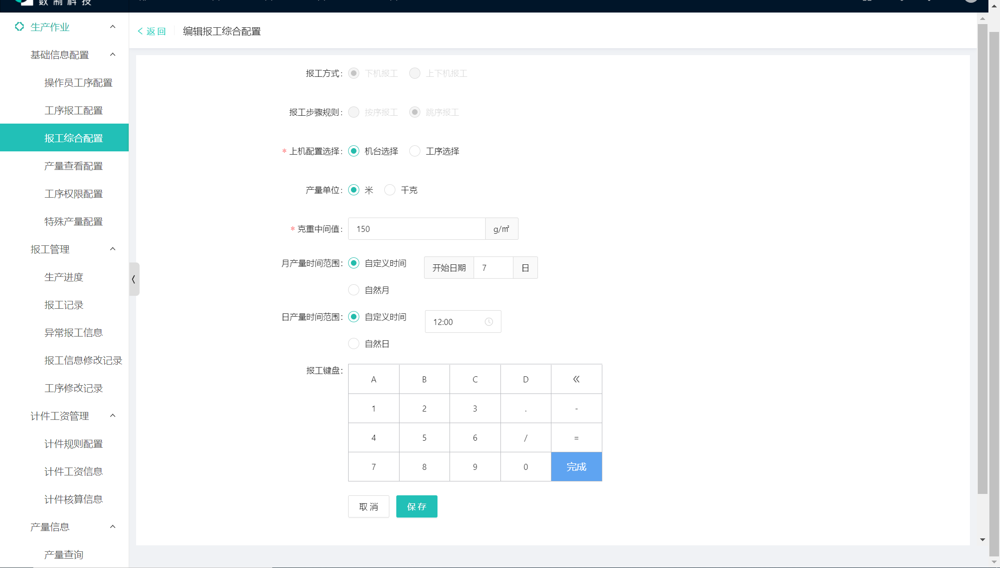 数制科技
生产作业
基础信息配置
操作员工序配置
工序报工配置
报工综合配置
产量查看配置
工序权限配置
特殊产量配置
报工管理
生产进度
报工记录
异常报工信息
报工信息修改记录
工序修改记录
计件工资管理
计件规则配置
计件工资信息
计件核算信息
产量信息
产量查询
返回 编辑报工综合配置
报工方式: 下机报工 上下机报工
报工步骤规则: 按序报工 跳序报工
* 上机配置选择: 机台选择 工序选择
产量单位: 米 千克
* 克重中间值: 150 g/㎡
月产量时间范围: 自定义时间 开始日期 7 日
自然月
日产量时间范围: 自定义时间 12:00
自然日
报工键盘: A B C D «
1 2 3 . -
4 5 6 / =
7 8 9 0 完成
取消 保存